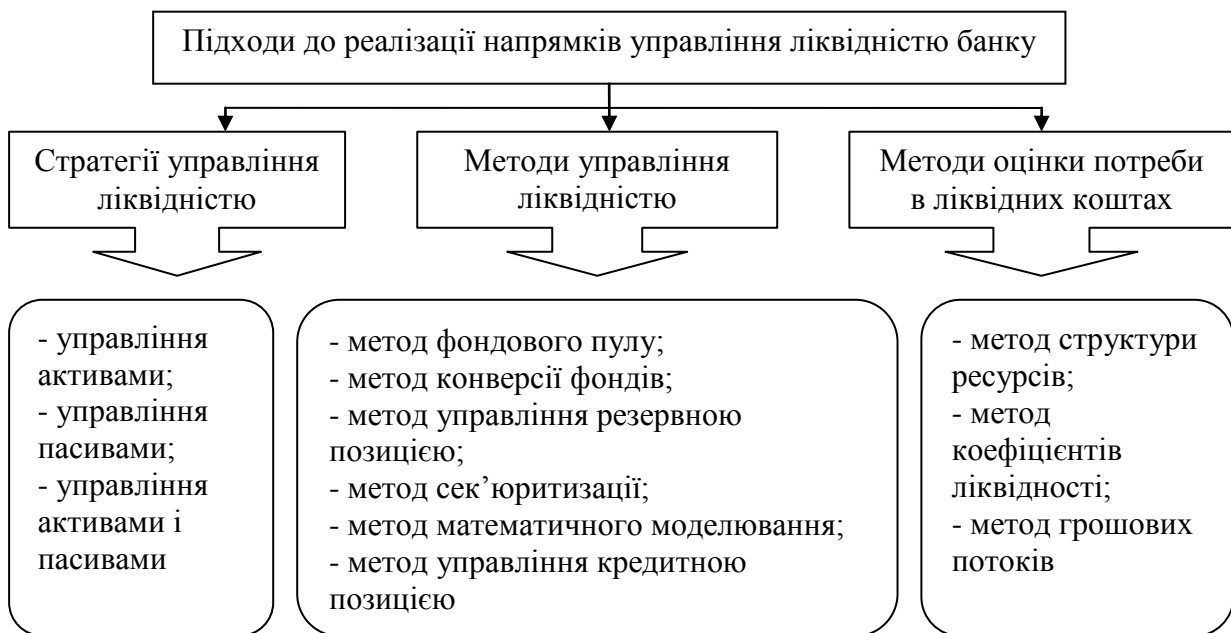 Підходи до реалізації напрямків управління ліквідністю банку
Стратегії управління
ліквідністю
Методи управління
ліквідністю
Методи оцінки потреби
в ліквідних коштах
- управління
активами;
- управління
пасивами;
- управління
активами і
пасивами
- метод фондового пулу;
- метод конверсії фондів;
- метод управління резервною
позицією;
- метод сек’юритизації;
- метод математичного моделювання;
- метод управління кредитною
позицією
- метод структури
ресурсів;
- метод
коефіцієнтів
ліквідності;
- метод грошових
потоків